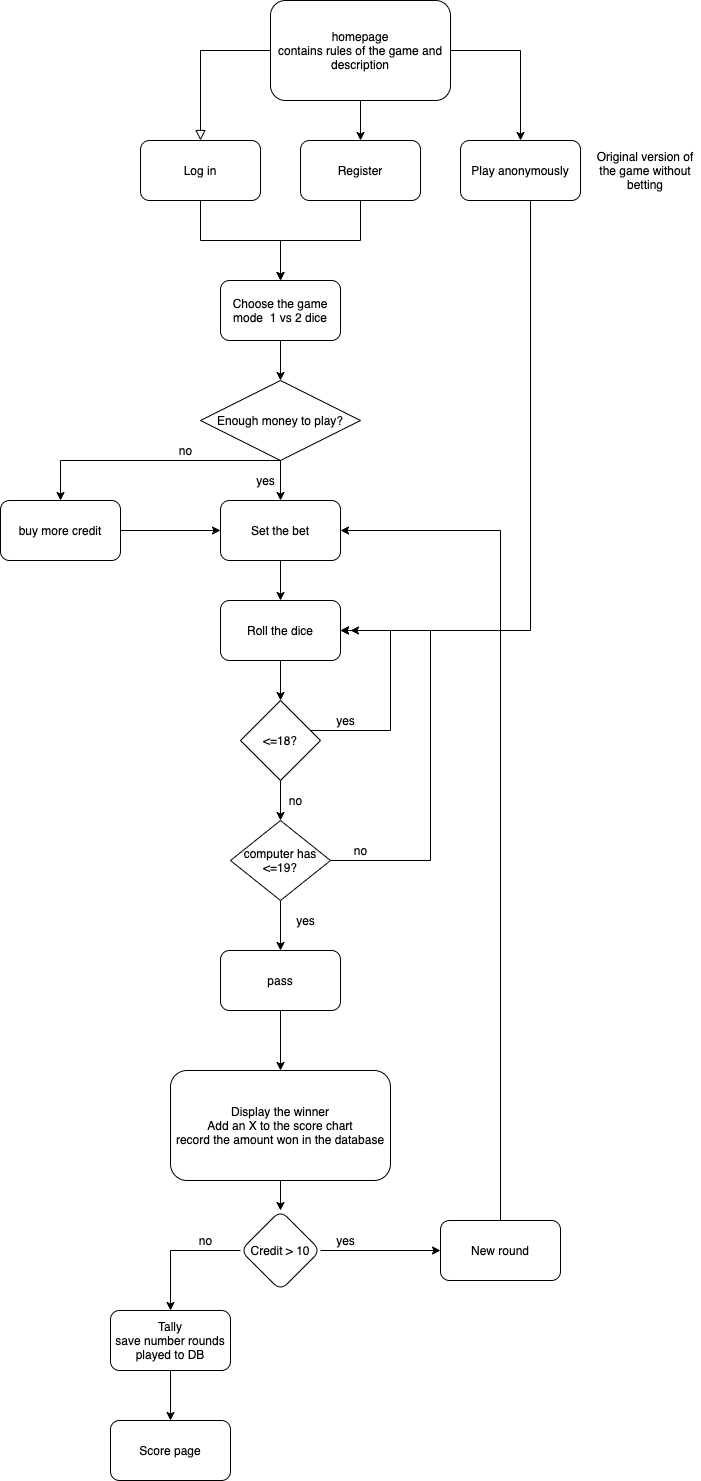 homepage
contains rules of the game and
description
Log in
Register
Play anonymously
Original version of
the game without
betting
Choose the game
mode  1 vs 2 dice
Enough money to play?
no
yes
buy more credit
Set the bet
Roll the dice
<=18?
yes
no
computer has
<=19?
no
yes
pass
Display the winner
Add an X to the score chart
record the amount won in the database
no
Credit > 10
yes
New round
Tally
save number rounds
played to DB
Score page